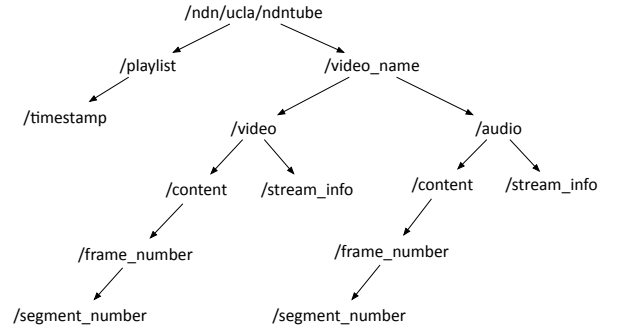 /ndn/ucla/ndntube
/playlist
/video_name
/timestamp
/video
/audio
/content
/stream_info
/content
/stream_info
/frame_number
/frame_number
/segment_number
/segment_number